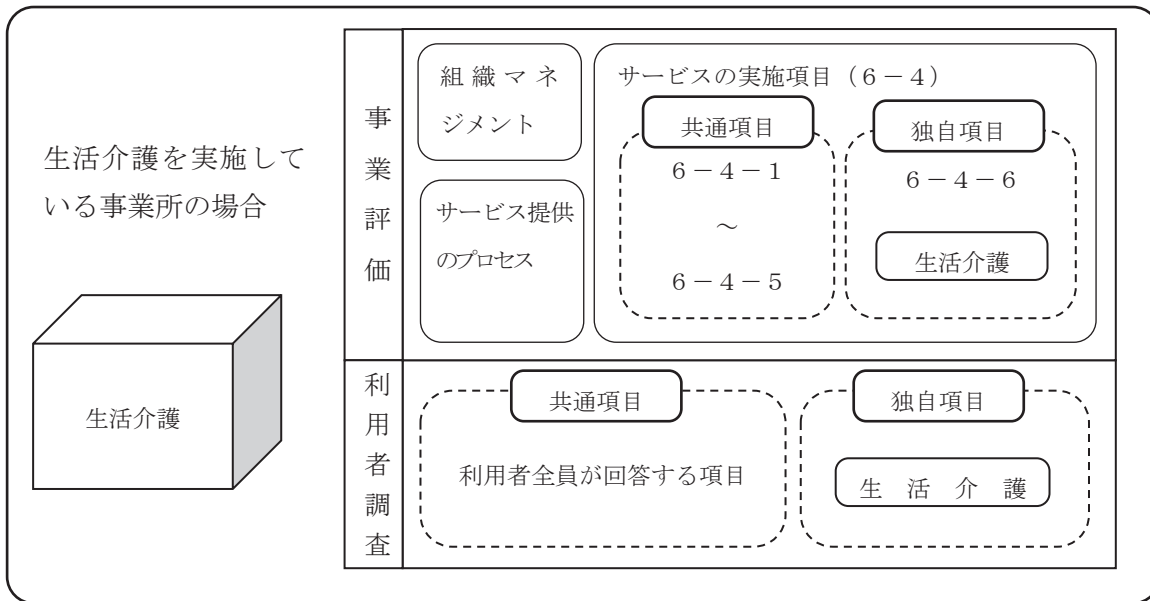 生活介護を実施して
いる事業所の場合
生活介護
事業評価
組織マネ
ジメント
サービス提供
のプロセス
サービスの実施項目（６－４）
共通項目
６－４－１
～
６－４－５
独自項目
６－４－６
生活介護
利用者調査
共通項目
利用者全員が回答する項目
独自項目
生活介護